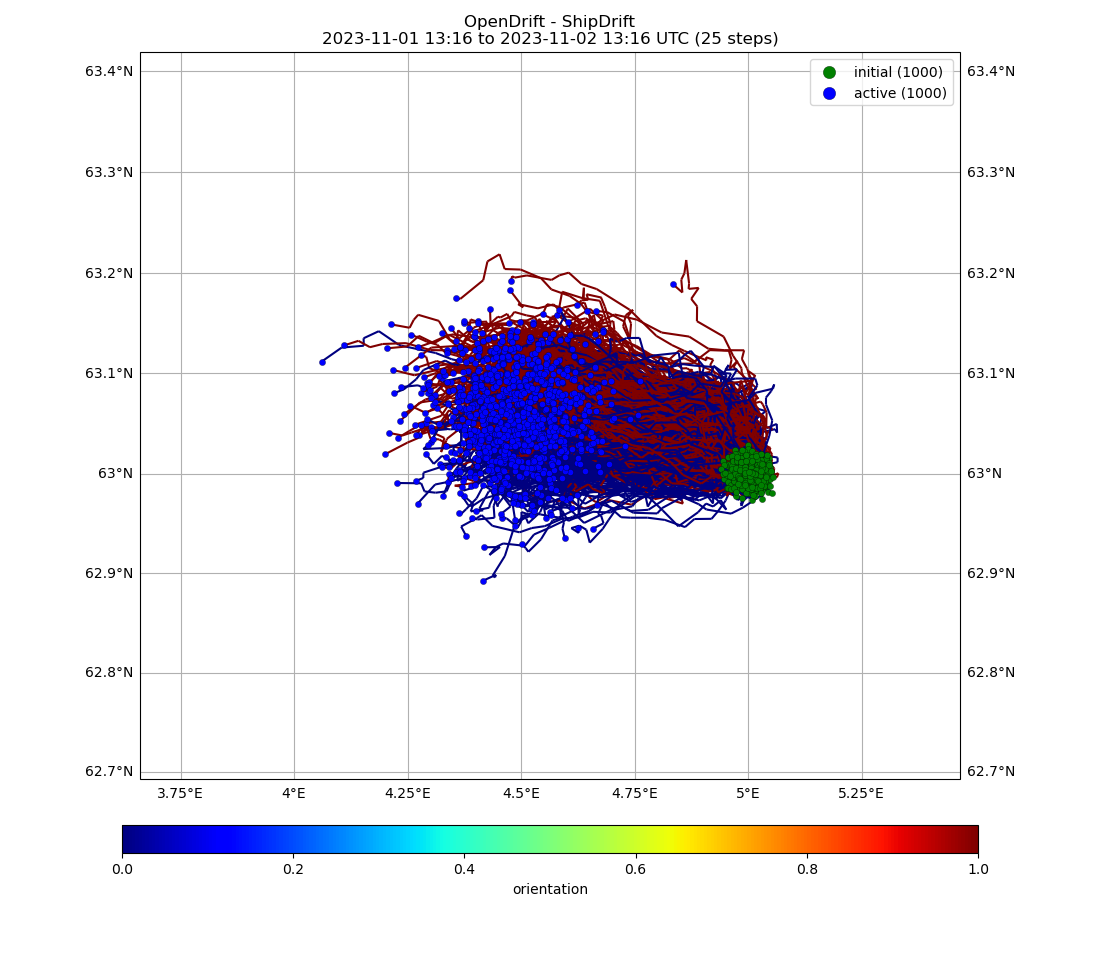 OpenDrift - ShipDrift
2023-11-01 13:16 to 2023-11-02 13:16 UTC (25 steps)
initial (1000)
active (1000)
63.4°N 63.4°N
63.3°N 63.3°N
63.2°N 63.2°N
63.1°N 63.1°N
63°N 63°N
62.9°N 62.9°N
62.8°N 62.8°N
62.7°N 62.7°N
3.75°E 4°E 4.25°E 4.5°E 4.75°E 5°E 5.25°E
0.0 0.2 0.4 0.6 0.8 1.0
orientation